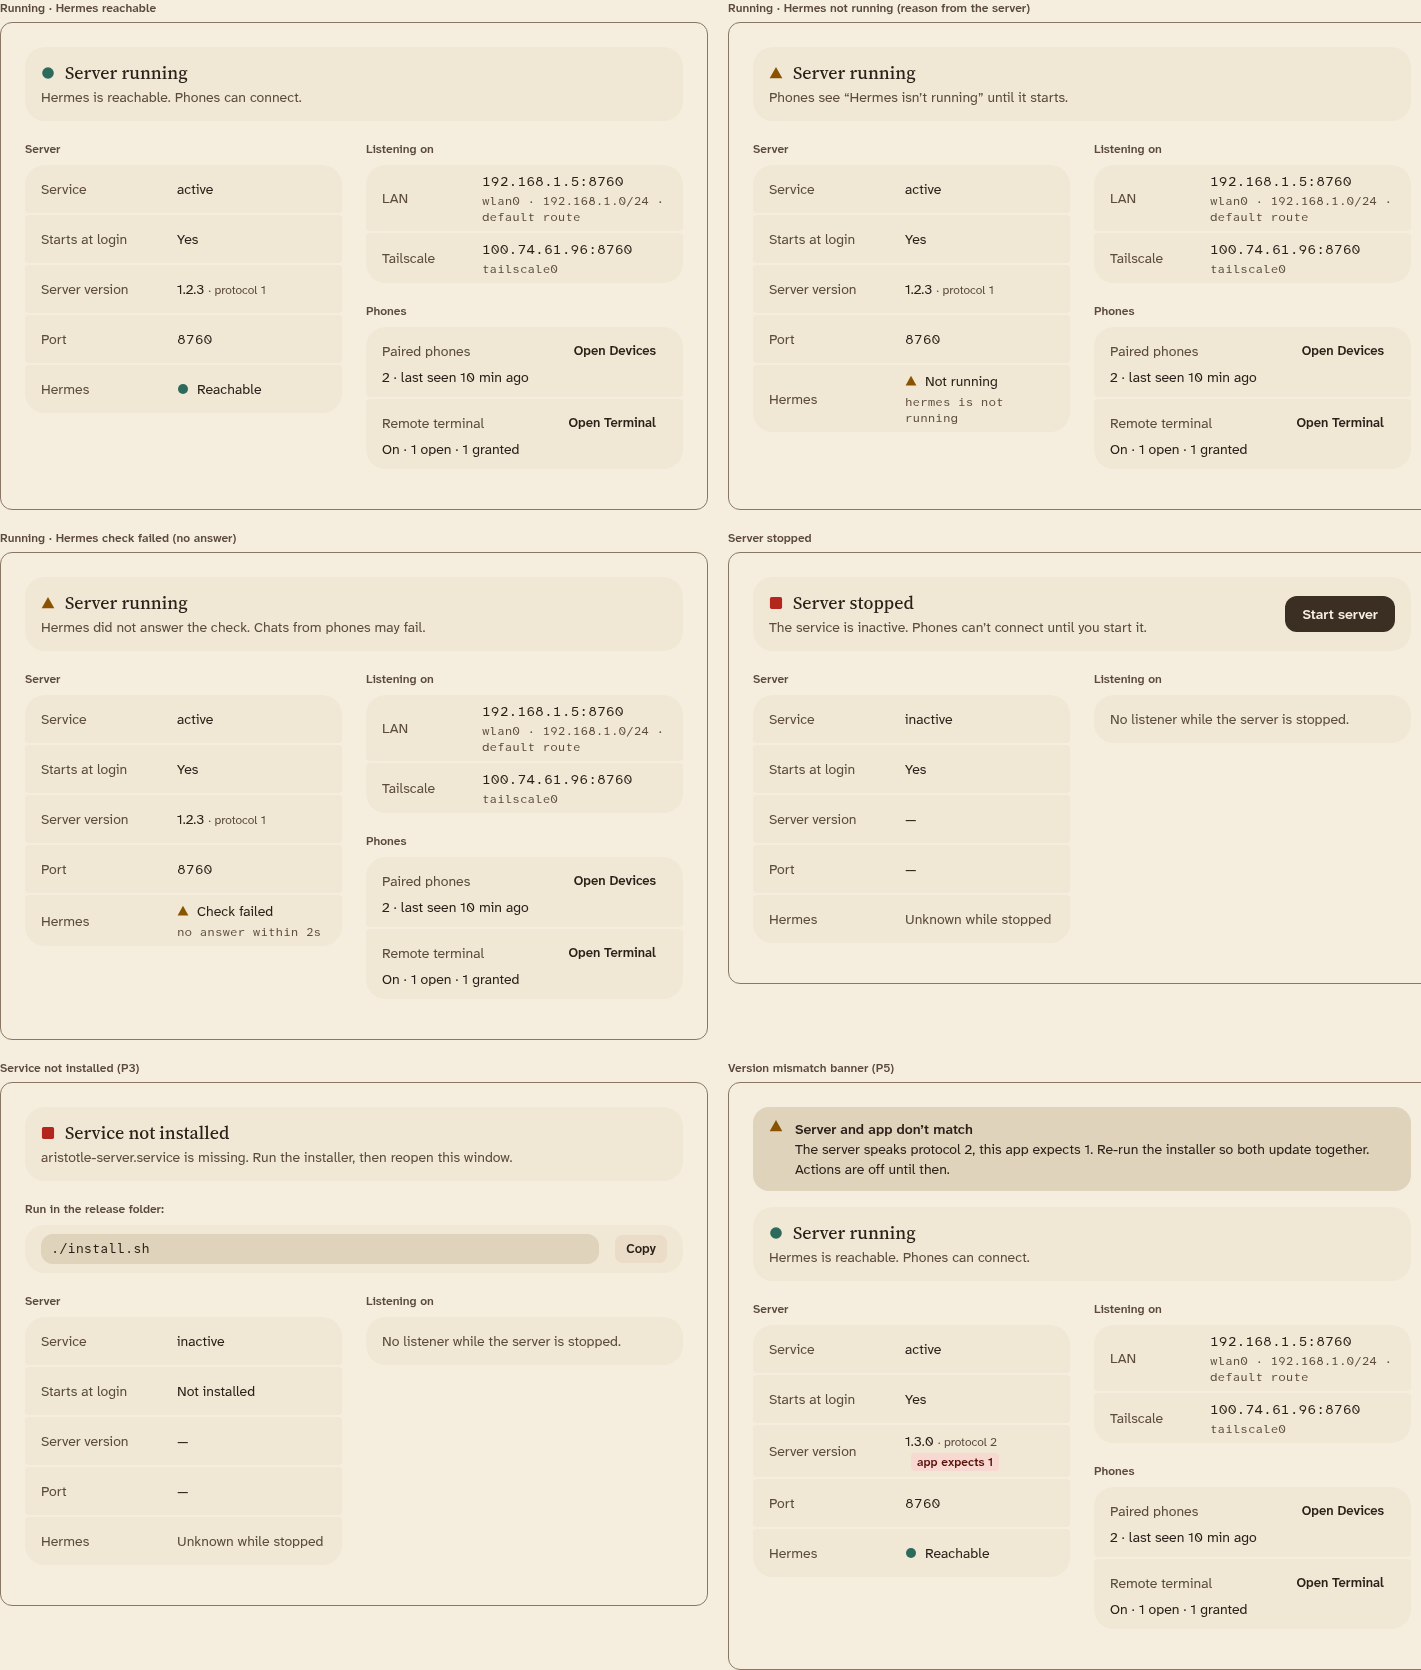 Running · Hermes reachable
Server running
Hermes is reachable. Phones can connect.
Server
Service active
Starts at login Yes
Server version 1.2.3 · protocol 1
Port 8760
Hermes Reachable
Listening on
LAN 192.168.1.5:8760
wlan0 · 192.168.1.0/24 ·
default route
Tailscale 100.74.61.96:8760
tailscale0
Phones
Paired phones Open Devices
2 · last seen 10 min ago
Remote terminal Open Terminal
On · 1 open · 1 granted
Running · Hermes not running (reason from the server)
Server running
Phones see “Hermes isn’t running” until it starts.
Server
Service active
Starts at login Yes
Server version 1.2.3 · protocol 1
Port 8760
Hermes Not running
hermes is not
running
Listening on
LAN 192.168.1.5:8760
wlan0 · 192.168.1.0/24 ·
default route
Tailscale 100.74.61.96:8760
tailscale0
Phones
Paired phones Open Devices
2 · last seen 10 min ago
Remote terminal Open Terminal
On · 1 open · 1 granted
Running · Hermes check failed (no answer)
Server running
Hermes did not answer the check. Chats from phones may fail.
Server
Service active
Starts at login Yes
Server version 1.2.3 · protocol 1
Port 8760
Hermes Check failed
no answer within 2s
Listening on
LAN 192.168.1.5:8760
wlan0 · 192.168.1.0/24 ·
default route
Tailscale 100.74.61.96:8760
tailscale0
Phones
Paired phones Open Devices
2 · last seen 10 min ago
Remote terminal Open Terminal
On · 1 open · 1 granted
Server stopped
Server stopped
The service is inactive. Phones can’t connect until you start it.
Start server
Server
Service inactive
Starts at login Yes
Server version —
Port —
Hermes Unknown while stopped
Listening on
No listener while the server is stopped.
Service not installed (P3)
Service not installed
aristotle-server.service is missing. Run the installer, then reopen this window.
Run in the release folder:
./install.sh Copy
Server
Service inactive
Starts at login Not installed
Server version —
Port —
Hermes Unknown while stopped
Listening on
No listener while the server is stopped.
Version mismatch banner (P5)
Server and app don’t match
The server speaks protocol 2, this app expects 1. Re-run the installer so both update together.
Actions are off until then.
Server running
Hermes is reachable. Phones can connect.
Server
Service active
Starts at login Yes
Server version 1.3.0 · protocol 2
app expects 1
Port 8760
Hermes Reachable
Listening on
LAN 192.168.1.5:8760
wlan0 · 192.168.1.0/24 ·
default route
Tailscale 100.74.61.96:8760
tailscale0
Phones
Paired phones Open Devices
2 · last seen 10 min ago
Remote terminal Open Terminal
On · 1 open · 1 granted